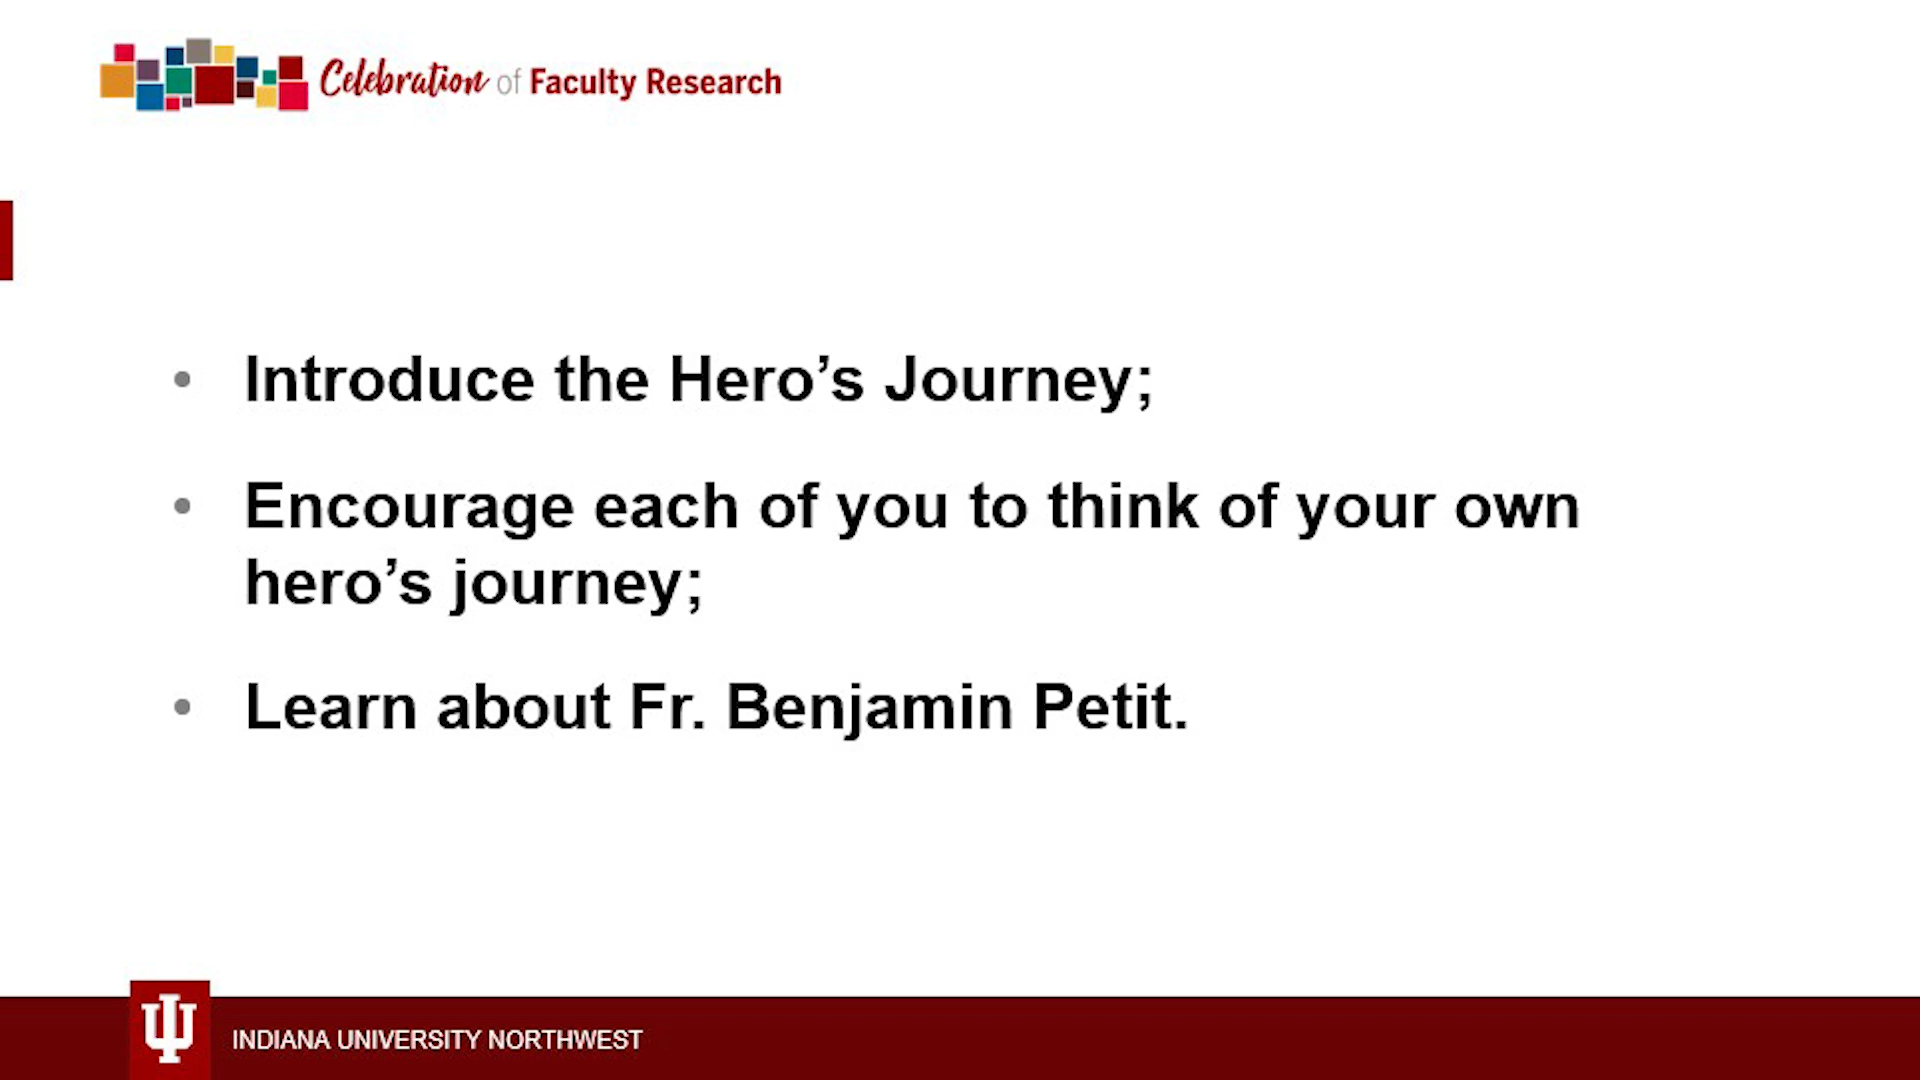 Celebration of Faculty Research
• Introduce the Hero’s Journey;
• Encourage each of you to think of your own
hero’s journey;
• Learn about Fr. Benjamin Petit.
INDIANA UNIVERSITY NORTHWEST